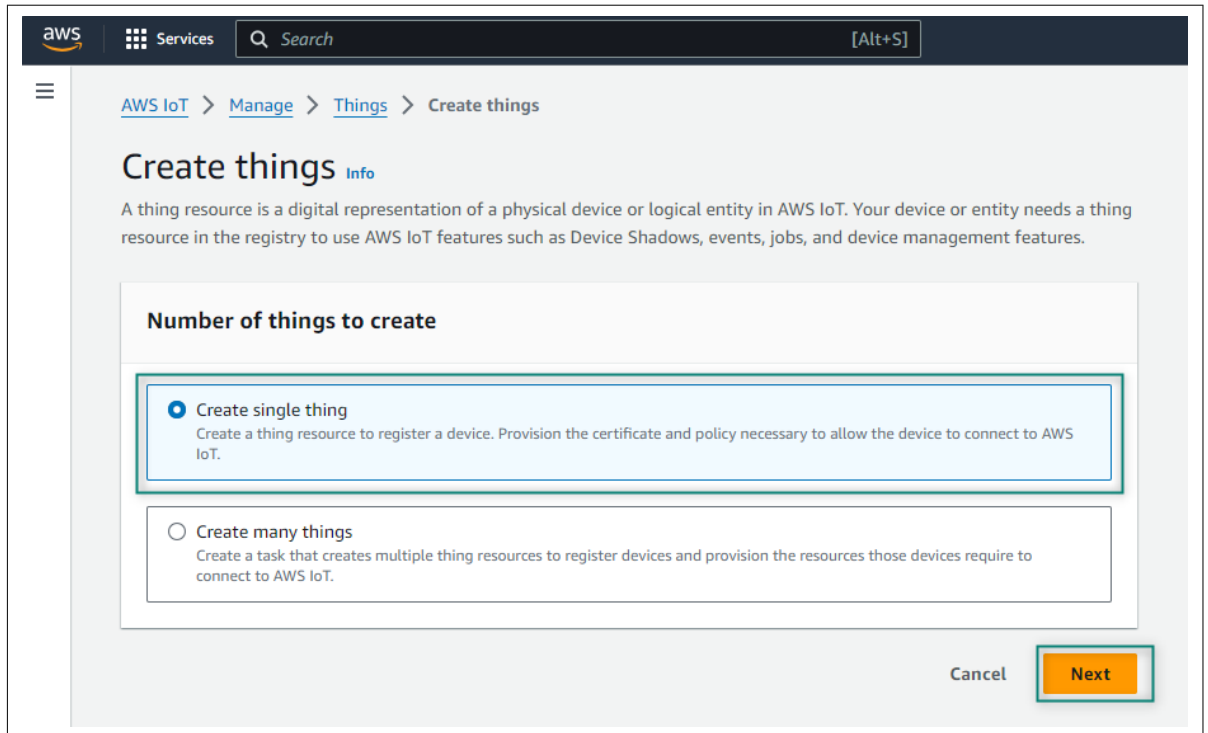 aws Services Search [Alt+S]
AWS IoT > Manage > Things > Create things
Create things Info
A thing resource is a digital representation of a physical device or logical entity in AWS IoT. Your device or entity needs a thing
resource in the registry to use AWS IoT features such as Device Shadows, events, jobs, and device management features.
Number of things to create
Create single thing
Create a thing resource to register a device. Provision the certificate and policy necessary to allow the device to connect to AWS
IoT.
Create many things
Create a task that creates multiple thing resources to register devices and provision the resources those devices require to
connect to AWS IoT.
Cancel Next